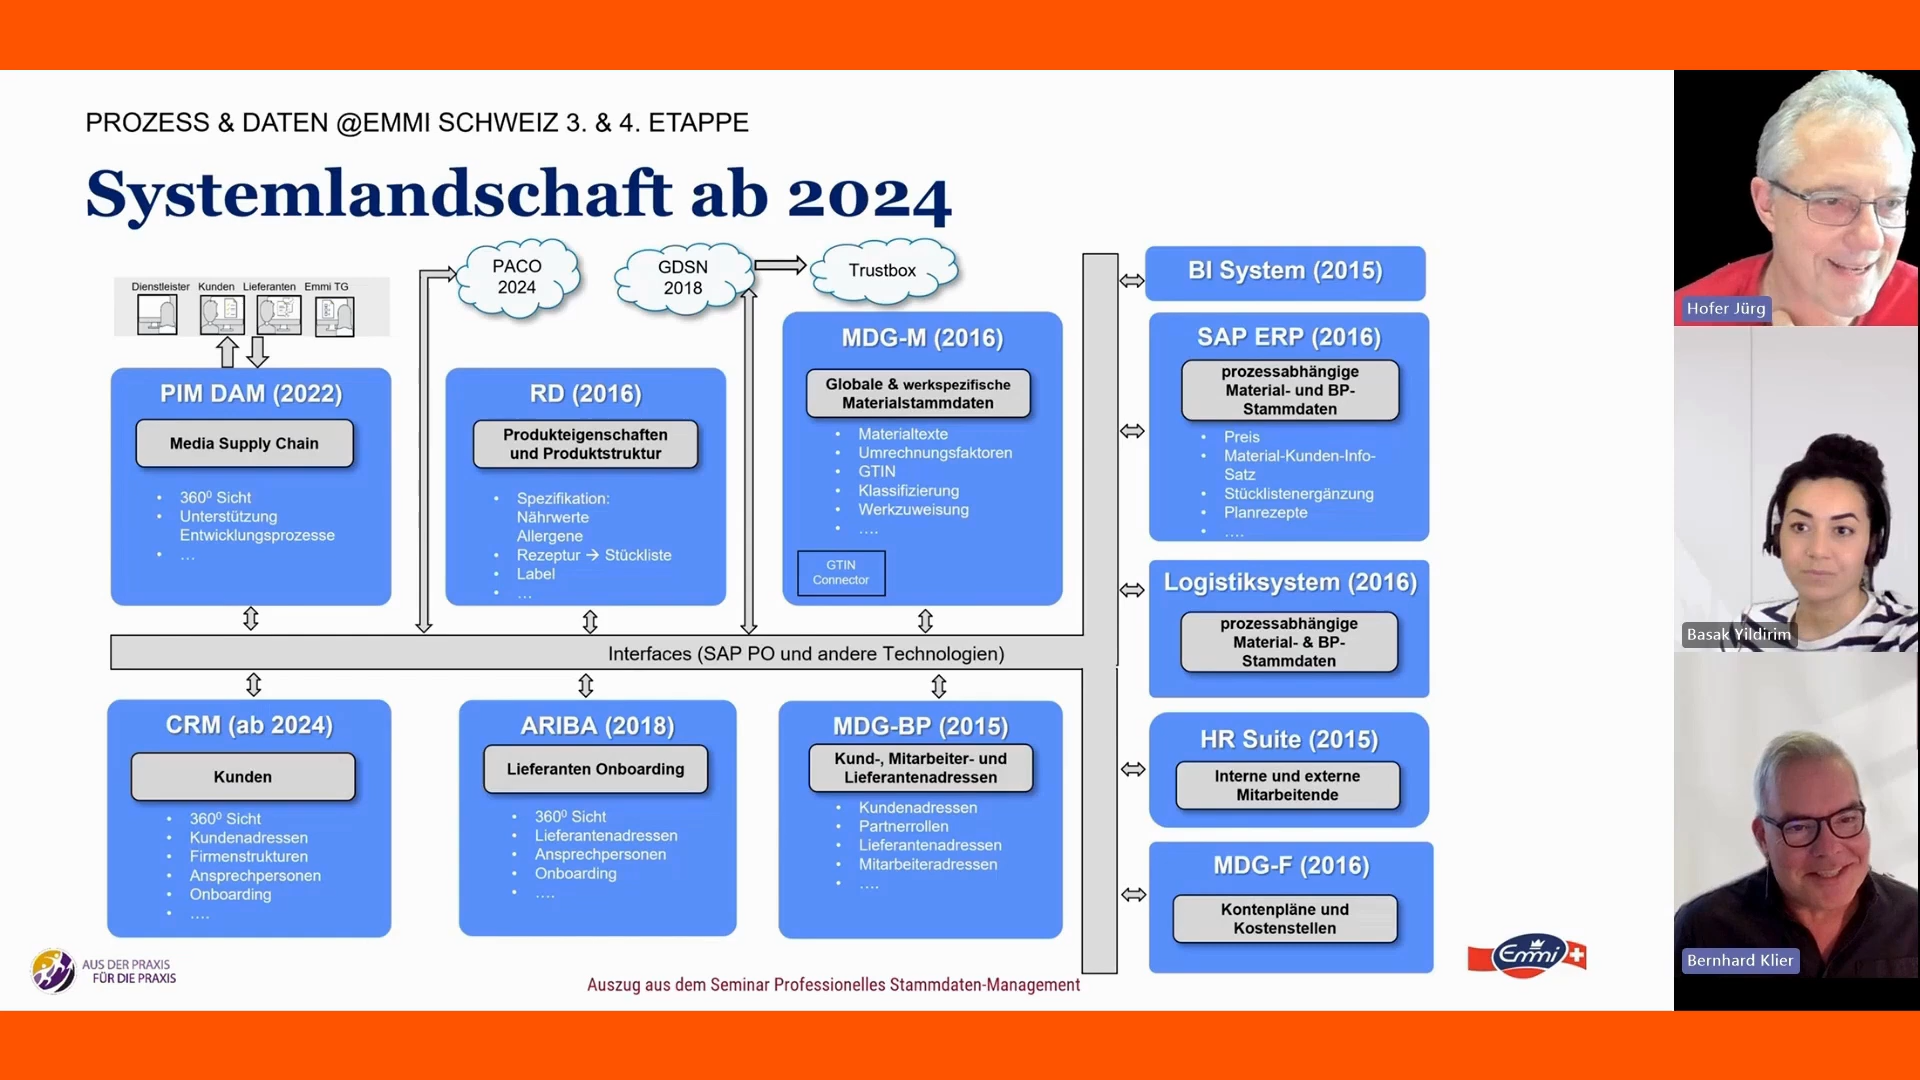 PROZESS & DATEN @EMMI SCHWEIZ 3. & 4. ETAPPE
Systemlandschaft ab 2024
Dienstleister Kunden Lieferanten Emmi TG
PACO
2024
GDSN
2018
Trustbox
PIM DAM (2022)
Media Supply Chain
• 360⁰ Sicht
• Unterstützung
Entwicklungsprozesse
• ...
RD (2016)
Produkteigenschaften
und Produktstruktur
• Spezifikation:
Nährwerte
Allergene
• Rezeptur → Stückliste
• Label
• ...
MDG-M (2016)
Globale & werkspezifische
Materialstammdaten
• Materialtexte
• Umrechnungsfaktoren
• GTIN
• Klassifizierung
• Werkzuweisung
• ....
GTIN
Connector
Interfaces (SAP PO und andere Technologien)
CRM (ab 2024)
Kunden
• 360⁰ Sicht
• Kundenadressen
• Firmenstrukturen
• Ansprechpersonen
• Onboarding
• ....
ARIBA (2018)
Lieferanten Onboarding
• 360⁰ Sicht
• Lieferantenadressen
• Ansprechpersonen
• Onboarding
• ....
MDG-BP (2015)
Kund-, Mitarbeiter- und
Lieferantenadressen
• Kundenadressen
• Partnerrollen
• Lieferantenadressen
• Mitarbeiteradressen
• ....
BI System (2015)
SAP ERP (2016)
prozessabhängige
Material- und BP-
Stammdaten
• Preis
• Material-Kunden-Info-
Satz
• Stücklistenergänzung
• Planrezepte
• ....
Logistiksystem (2016)
prozessabhängige
Material- & BP-
Stammdaten
HR Suite (2015)
Interne und externe
Mitarbeitende
MDG-F (2016)
Kontenpläne und
Kostenstellen
AUS DER PRAXIS
FÜR DIE PRAXIS
Auszug aus dem Seminar Professionelles Stammdaten-Management
Emmi
Hofer Jürg
Basak Yildirim
Bernhard Klier